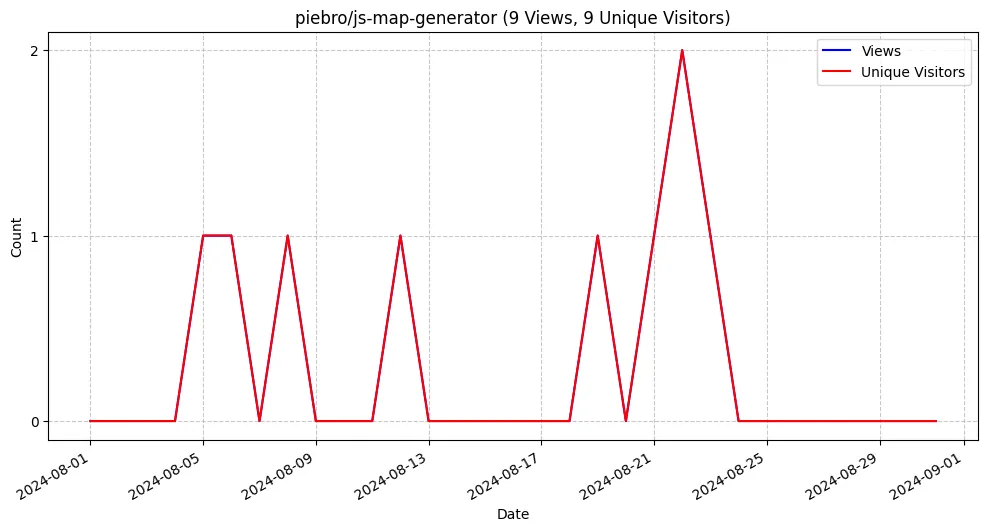 piebro/js-map-generator (9 Views, 9 Unique Visitors)
Views
Unique Visitors
2
1
0
Count
2024-08-01
2024-08-05
2024-08-09
2024-08-13
2024-08-17
2024-08-21
2024-08-25
2024-08-29
2024-09-01
Date